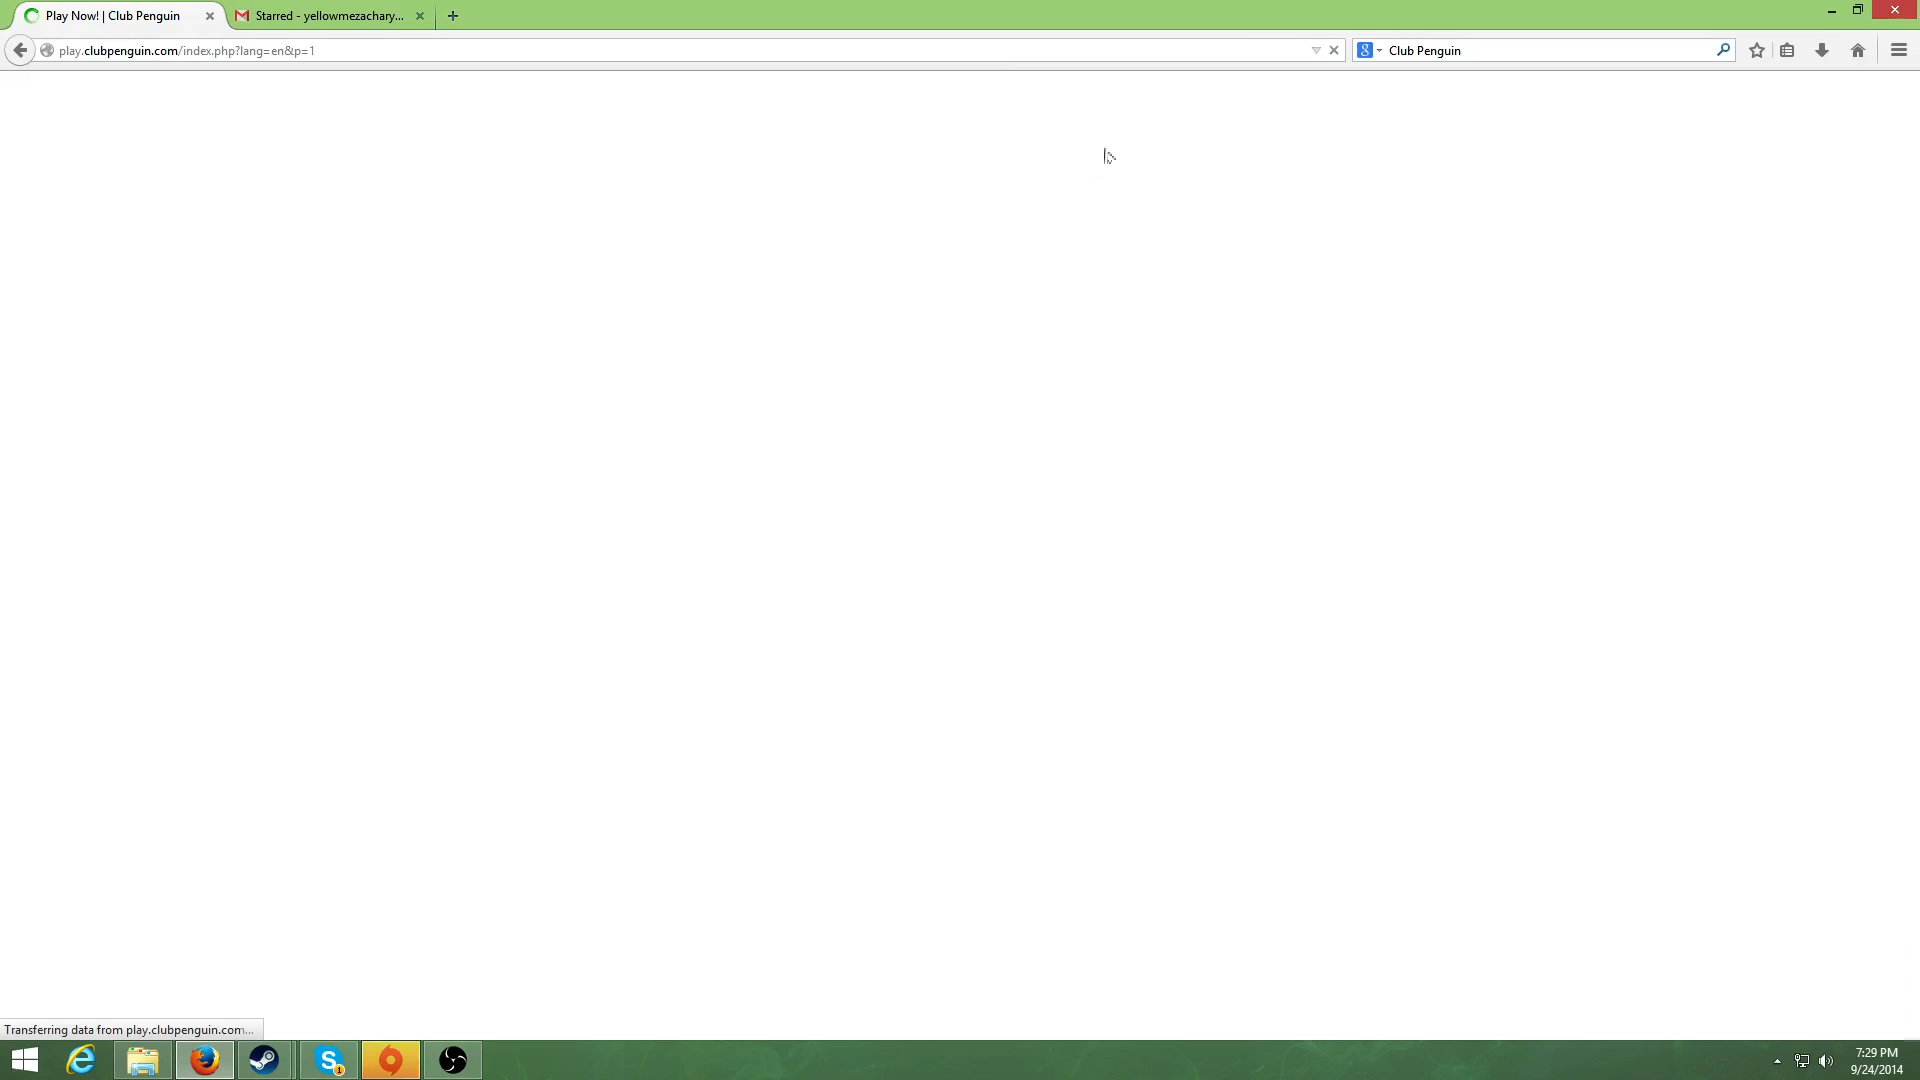 Play Now! | Club Penguin
Starred - yellowmezachary...
play.clubpenguin.com/index.php?lang=en&p=1
Club Penguin
Transferring data from play.clubpenguin.com...
7:29 PM
9/24/2014